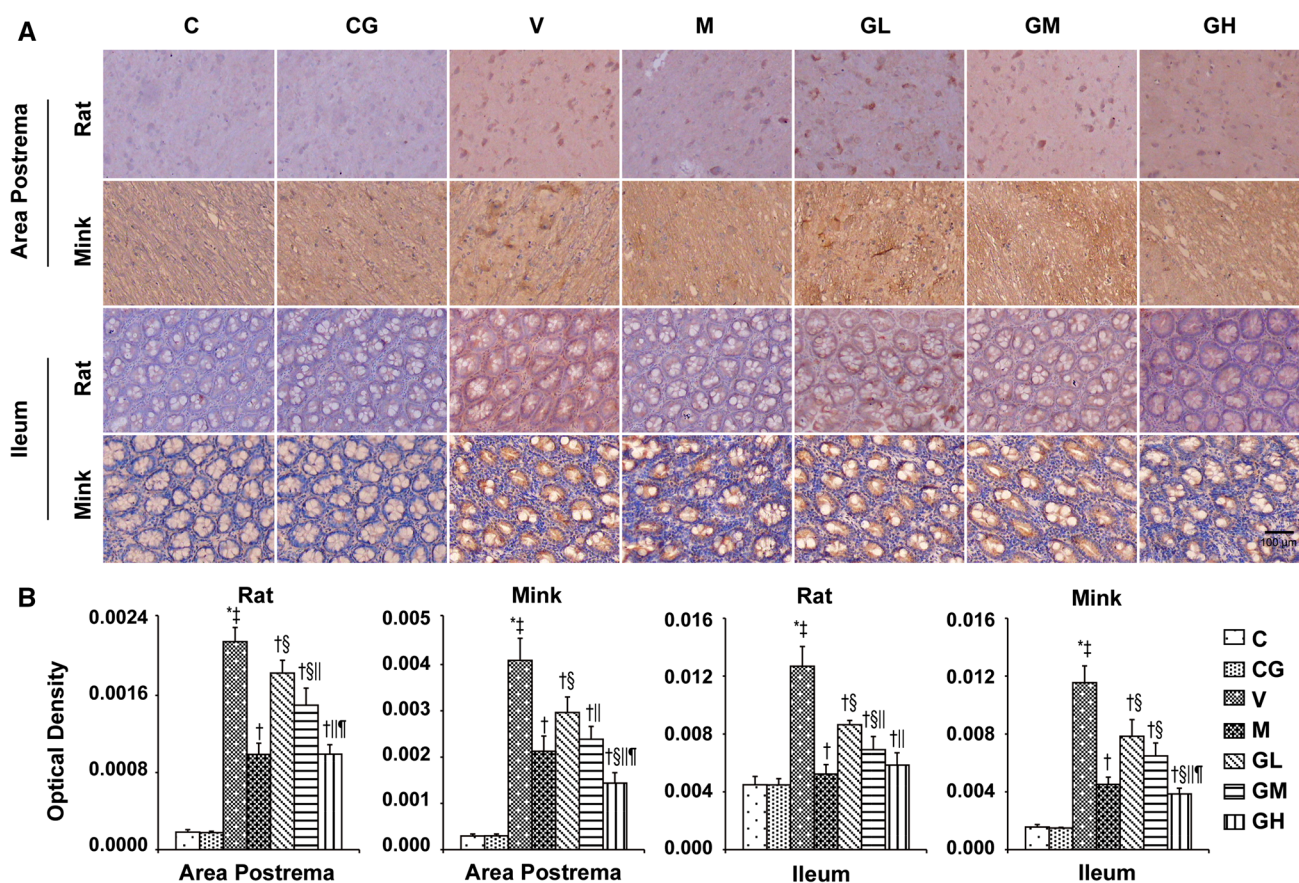 A
C CG V M GL GM GH
Area Postrema
Rat
Mink
Ileum
Rat
Mink
100 μm
B
Rat
Optical Density
0.0024
0.0016
0.0008
0.0000
*‡
†
†§
†§||
†||¶
Area Postrema
Mink
0.005
0.004
0.003
0.002
0.001
0.000
*‡
†
†§
†||
†§||¶
Area Postrema
Rat
0.016
0.012
0.008
0.004
0.000
*‡
†
†§
†§||
†||
Ileum
Mink
0.016
0.012
0.008
0.004
0.000
*‡
†
†§
†§
†§||¶
Ileum
C
CG
V
M
GL
GM
GH